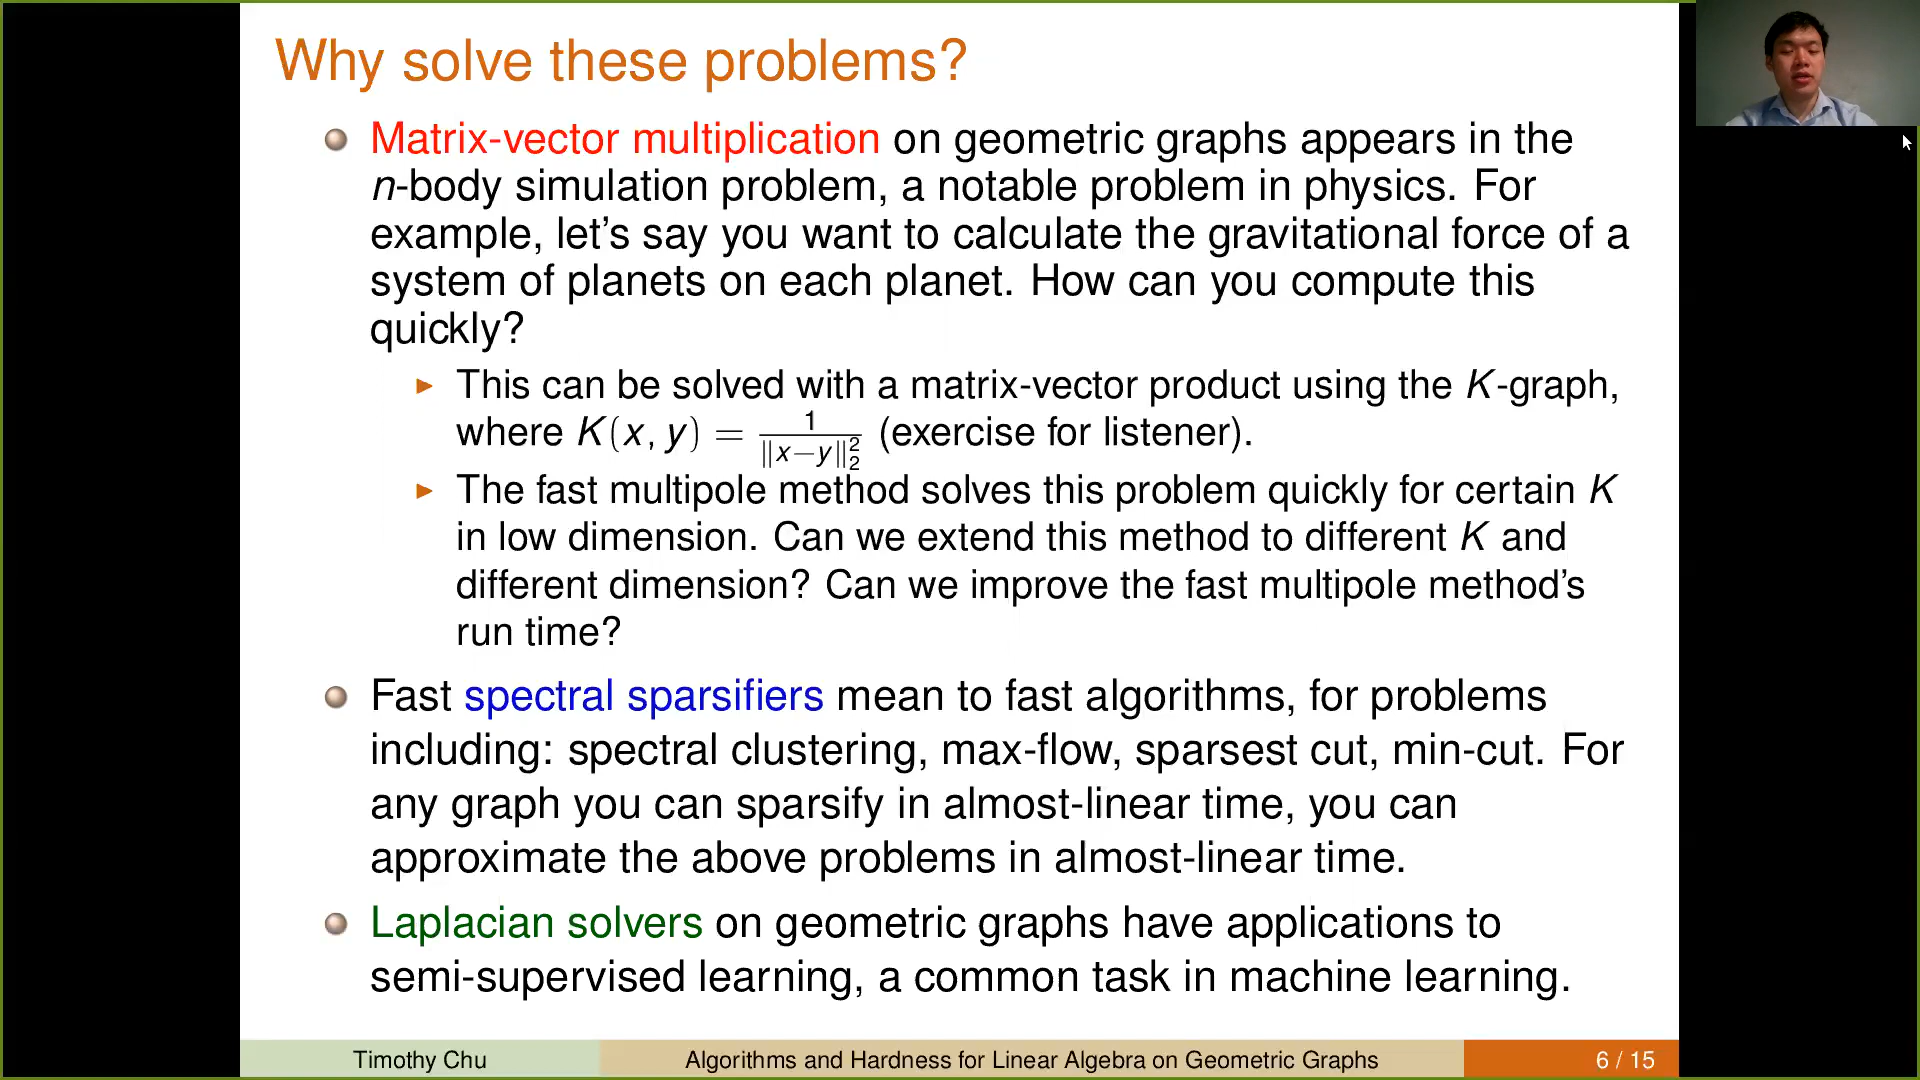 Why solve these problems?
Matrix-vector multiplication on geometric graphs appears in the
n-body simulation problem, a notable problem in physics. For
example, let's say you want to calculate the gravitational force of a
system of planets on each planet. How can you compute this
quickly?
This can be solved with a matrix-vector product using the K-graph,
where K(x, y) = 1/‖x−y‖₂² (exercise for listener).
The fast multipole method solves this problem quickly for certain K
in low dimension. Can we extend this method to different K and
different dimension? Can we improve the fast multipole method's
run time?
Fast spectral sparsifiers mean to fast algorithms, for problems
including: spectral clustering, max-flow, sparsest cut, min-cut. For
any graph you can sparsify in almost-linear time, you can
approximate the above problems in almost-linear time.
Laplacian solvers on geometric graphs have applications to
semi-supervised learning, a common task in machine learning.
Timothy Chu
Algorithms and Hardness for Linear Algebra on Geometric Graphs
6 / 15